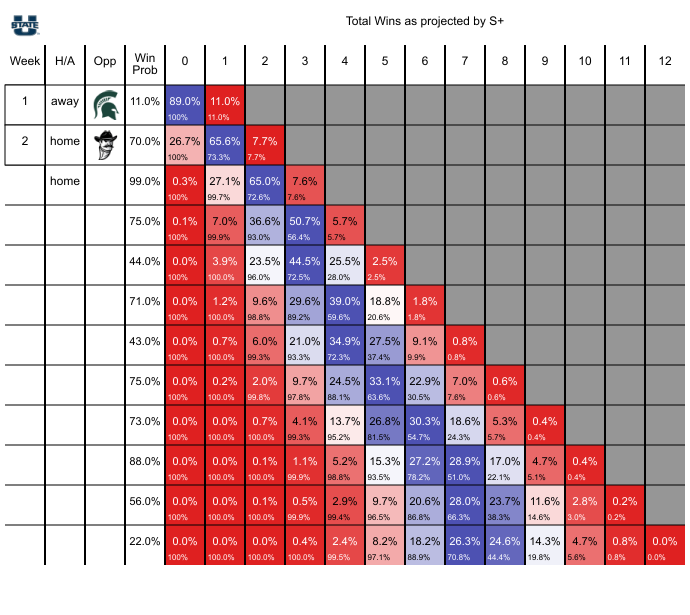 Total Wins as projected by S+
U
STATE
Week H/A Opp Win Prob 0 1 2 3 4 5 6 7 8 9 10 11 12
1 away 11.0% 89.0% 11.0%
100% 11.0%
2 home 70.0% 26.7% 65.6% 7.7%
100% 73.3% 7.7%
home 99.0% 0.3% 27.1% 65.0% 7.6%
100% 99.7% 72.6% 7.6%
75.0% 0.1% 7.0% 36.6% 50.7% 5.7%
100% 99.9% 93.0% 56.4% 5.7%
44.0% 0.0% 3.9% 23.5% 44.5% 25.5% 2.5%
100% 100.0% 96.0% 72.5% 28.0% 2.5%
71.0% 0.0% 1.2% 9.6% 29.6% 39.0% 18.8% 1.8%
100% 100.0% 98.8% 89.2% 59.6% 20.6% 1.8%
43.0% 0.0% 0.7% 6.0% 21.0% 34.9% 27.5% 9.1% 0.8%
100% 100.0% 99.3% 93.3% 72.3% 37.4% 9.9% 0.8%
75.0% 0.0% 0.2% 2.0% 9.7% 24.5% 33.1% 22.9% 7.0% 0.6%
100% 100.0% 99.8% 97.8% 88.1% 63.6% 30.5% 7.6% 0.6%
73.0% 0.0% 0.0% 0.7% 4.1% 13.7% 26.8% 30.3% 18.6% 5.3% 0.4%
100% 100.0% 100.0% 99.3% 95.2% 81.5% 54.7% 24.3% 5.7% 0.4%
88.0% 0.0% 0.0% 0.1% 1.1% 5.2% 15.3% 27.2% 28.9% 17.0% 4.7% 0.4%
100% 100.0% 100.0% 99.9% 98.8% 93.5% 78.2% 51.0% 22.1% 5.1% 0.4%
56.0% 0.0% 0.0% 0.1% 0.5% 2.9% 9.7% 20.6% 28.0% 23.7% 11.6% 2.8% 0.2%
100% 100.0% 100.0% 99.9% 99.4% 96.5% 86.8% 66.3% 38.3% 14.6% 3.0% 0.2%
22.0% 0.0% 0.0% 0.0% 0.4% 2.4% 8.2% 18.2% 26.3% 24.6% 14.3% 4.7% 0.8% 0.0%
100% 100.0% 100.0% 100.0% 99.5% 97.1% 88.9% 70.8% 44.4% 19.8% 5.6% 0.8% 0.0%